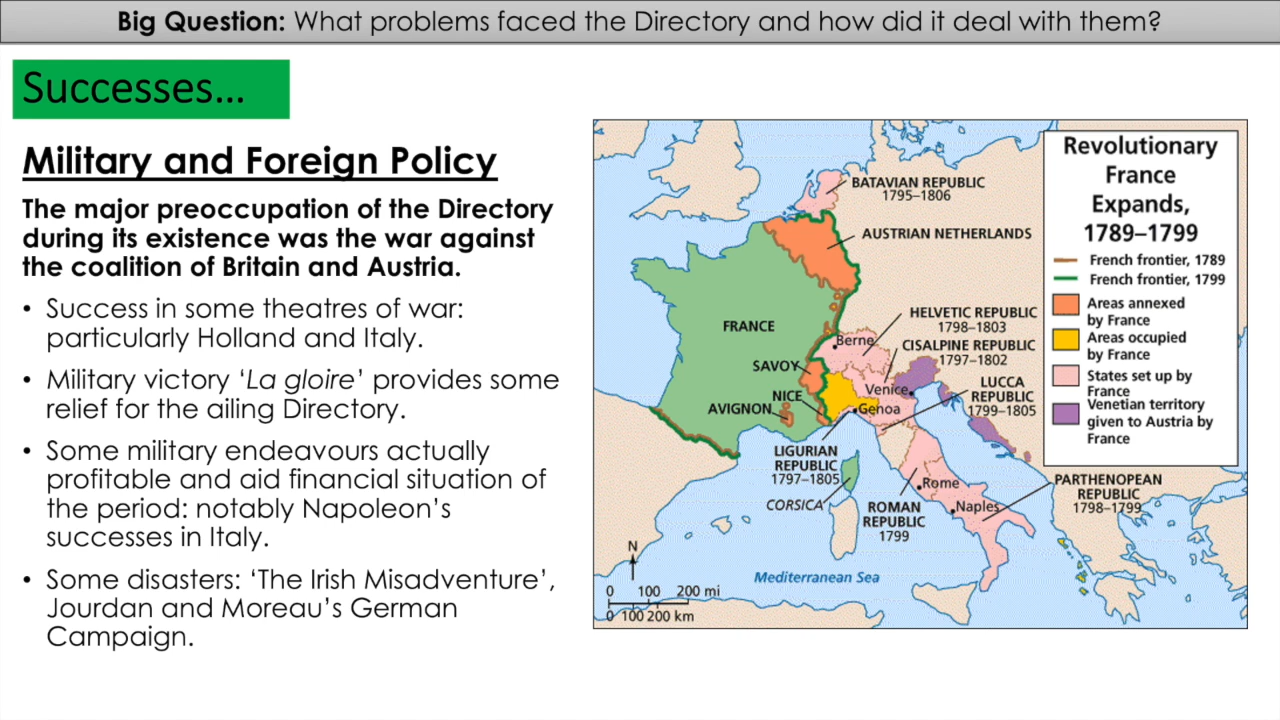 Big Question: What problems faced the Directory and how did it deal with them?
Successes...
Military and Foreign Policy
The major preoccupation of the Directory
during its existence was the war against
the coalition of Britain and Austria.
• Success in some theatres of war:
particularly Holland and Italy.
• Military victory ‘La gloire’ provides some
relief for the ailing Directory.
• Some military endeavours actually
profitable and aid financial situation of
the period: notably Napoleon’s
successes in Italy.
• Some disasters: ‘The Irish Misadventure’,
Jourdan and Moreau’s German
Campaign.
Revolutionary
France
Expands,
1789–1799
French frontier, 1789
French frontier, 1799
Areas annexed
by France
Areas occupied
by France
States set up by
France
Venetian territory
given to Austria by
France
BATAVIAN REPUBLIC
1795–1806
AUSTRIAN NETHERLANDS
HELVETIC REPUBLIC
1798–1803
FRANCE
Berne
CISALPINE REPUBLIC
1797–1802
SAVOY
Venice
LUCCA
REPUBLIC
1799–1805
NICE
AVIGNON
Genoa
LIGURIAN
REPUBLIC
1797–1805
CORSICA
Rome
ROMAN
REPUBLIC
1799
Naples
PARTHENOPEAN
REPUBLIC
1798–1799
N
Mediterranean Sea
0 100 200 mi
0 100 200 km